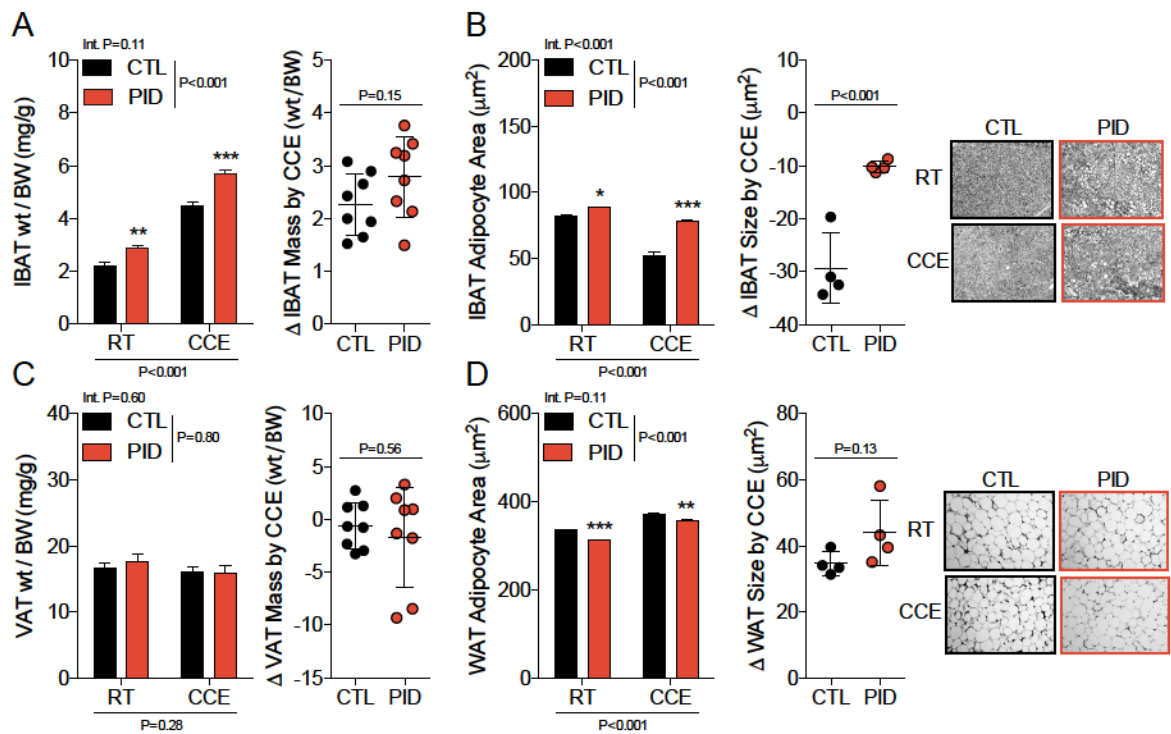 A
Int. P=0.11
CTL
PID
P<0.001
IBAT wt / BW (mg/g)
10
8
6
4
2
0
**
***
RT
CCE
P<0.001
Δ IBAT Mass by CCE (wt/BW)
5
4
3
2
1
0
P=0.15
CTL
PID
B
Int. P<0.001
CTL
PID
P<0.001
IBAT Adipocyte Area (μm2)
200
150
100
50
0
*
***
RT
CCE
P<0.001
Δ IBAT Size by CCE (μm2)
0
-10
-20
-30
-40
P<0.001
CTL
PID
CTL
PID
RT
CCE
C
Int. P=0.60
CTL
PID
P=0.80
VAT wt / BW (mg/g)
40
30
20
10
0
RT
CCE
P=0.28
Δ VAT Mass by CCE (wt/BW)
10
5
0
-5
-10
-15
P=0.56
CTL
PID
D
Int. P=0.11
CTL
PID
P<0.001
WAT Adipocyte Area (μm2)
600
400
200
0
***
**
RT
CCE
P<0.001
Δ WAT Size by CCE (μm2)
80
60
40
20
0
P=0.13
CTL
PID
CTL
PID
RT
CCE